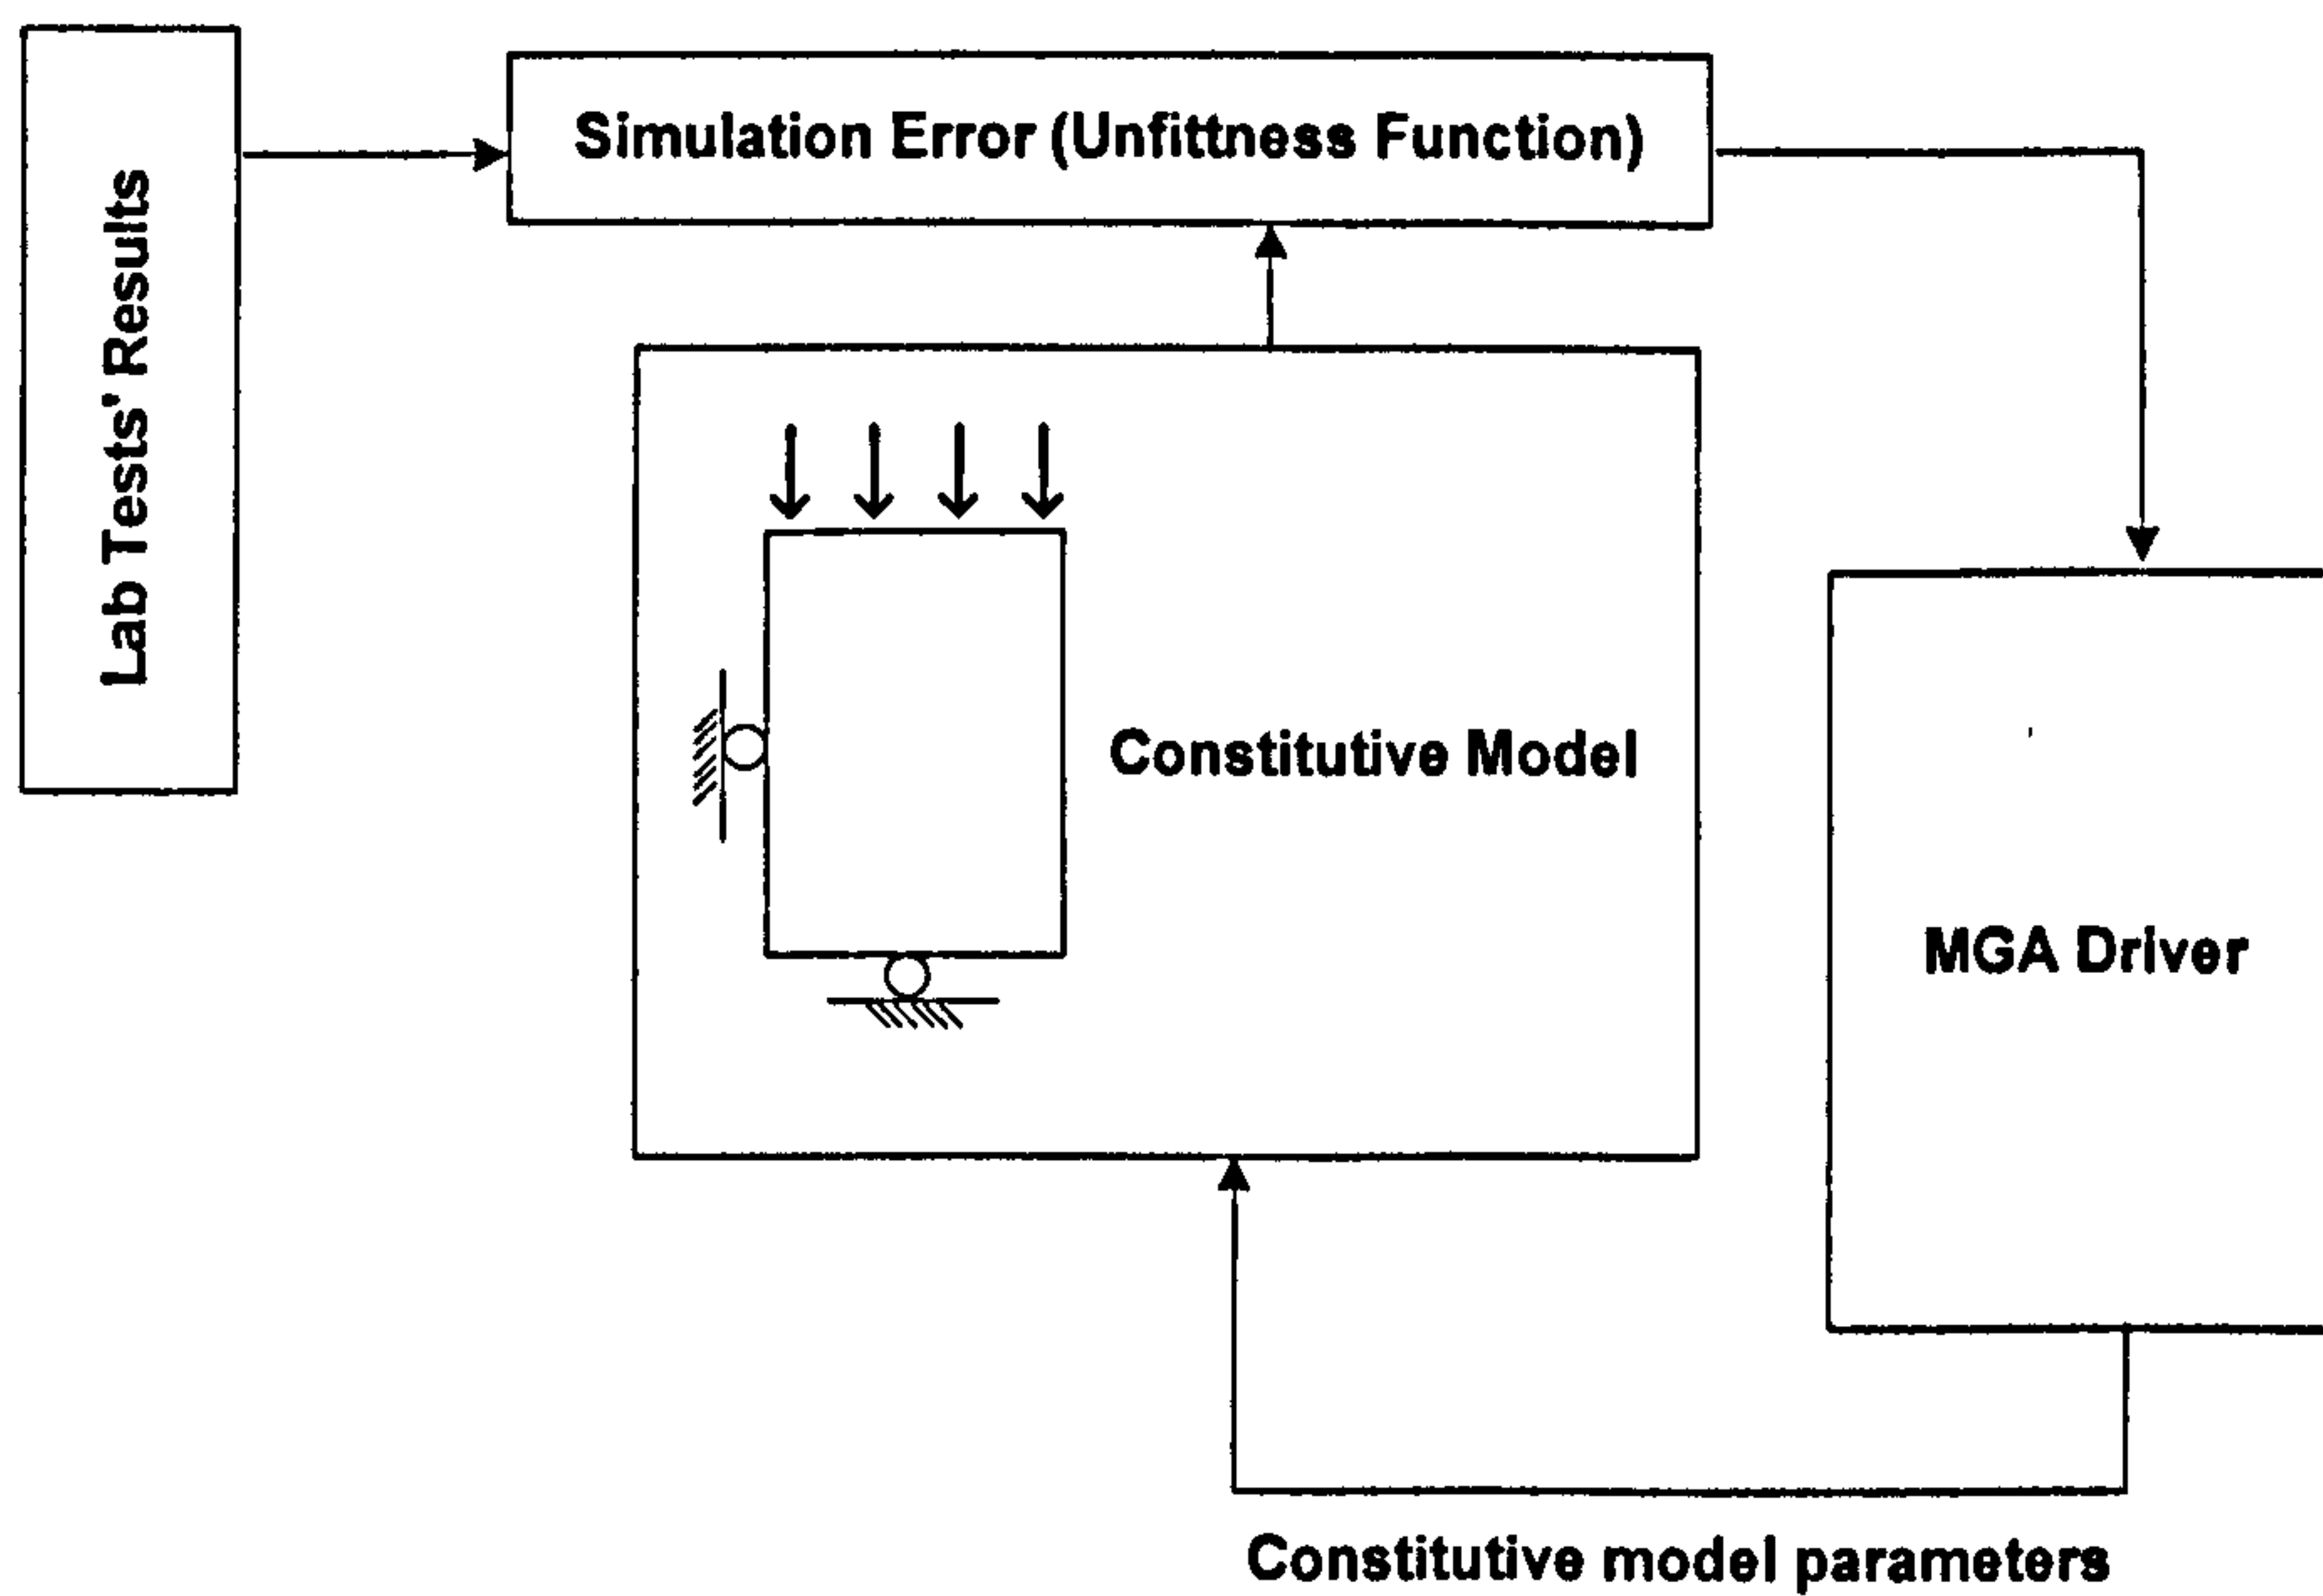 Lab Tests' Results
Simulation Error (Unfittness Function)
Constitutive Model
MGA Driver
Constitutive model parameters